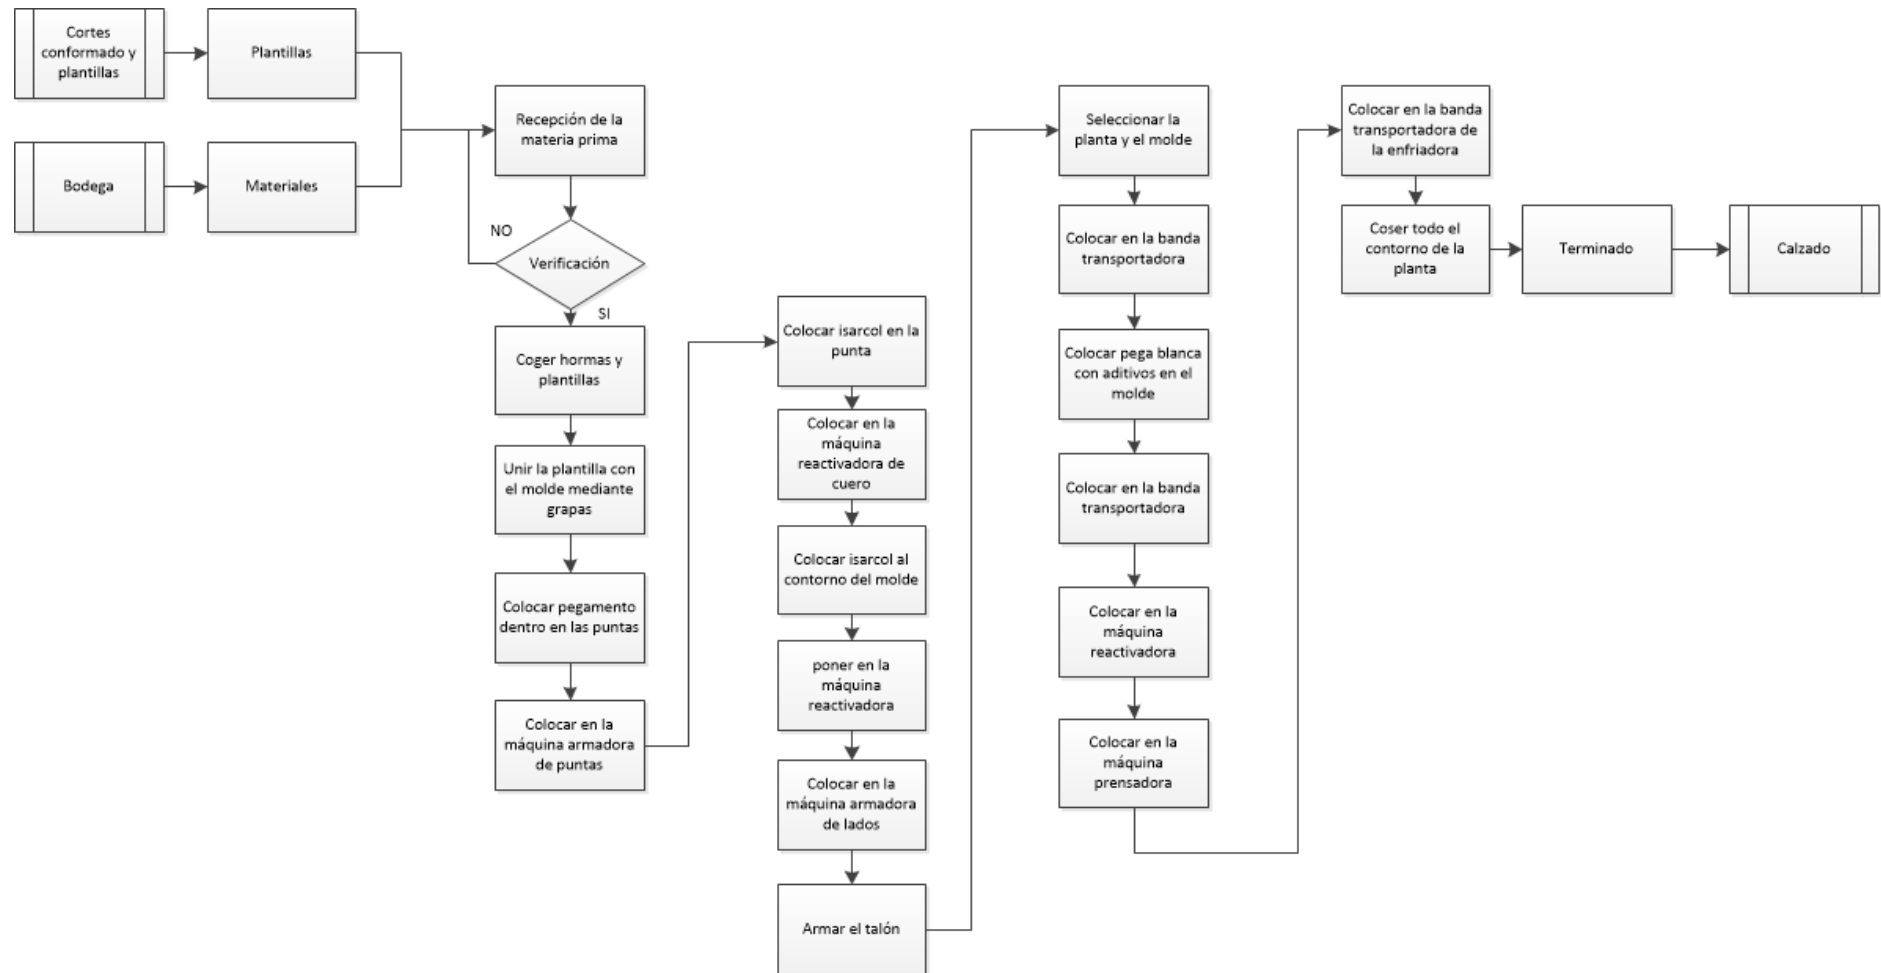 Cortes
conformado y
plantillas
Plantillas
Bodega
Materiales
Recepción de la
materia prima
NO
Verificación
SI
Coger hormas y
plantillas
Unir la plantilla con
el molde mediante
grapas
Colocar pegamento
dentro en las puntas
Colocar en la
máquina armadora
de puntas
Colocar isarcol en la
punta
Colocar en la
máquina
reactivadora de
cuero
Colocar isarcol al
contorno del molde
poner en la
máquina
reactivadora
Colocar en la
máquina armadora
de lados
Armar el talón
Seleccionar la
planta y el molde
Colocar en la banda
transportadora
Colocar pega blanca
con aditivos en el
molde
Colocar en la banda
transportadora
Colocar en la
máquina
reactivadora
Colocar en la
máquina
prensadora
Colocar en la banda
transportadora de
la enfriadora
Coser todo el
contorno de la
planta
Terminado
Calzado